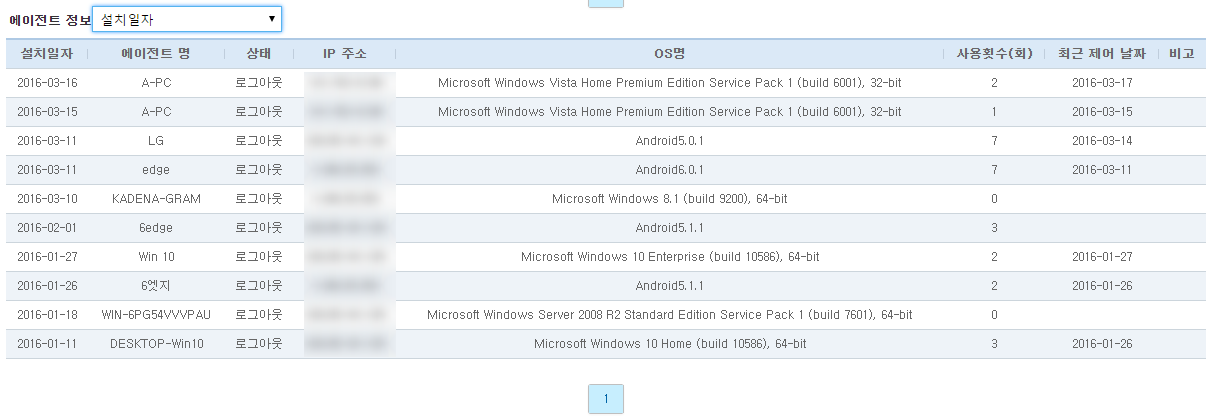 에이전트 정보 설치일자
설치일자 에이전트 명 상태 IP 주소 OS명 사용횟수(회) 최근 제어 날짜 비고
2016-03-16 A-PC 로그아웃 Microsoft Windows Vista Home Premium Edition Service Pack 1 (build 6001), 32-bit 2 2016-03-17
2016-03-15 A-PC 로그아웃 Microsoft Windows Vista Home Premium Edition Service Pack 1 (build 6001), 32-bit 1 2016-03-15
2016-03-11 LG 로그아웃 Android5.0.1 7 2016-03-14
2016-03-11 edge 로그아웃 Android6.0.1 7 2016-03-11
2016-03-10 KADENA-GRAM 로그아웃 Microsoft Windows 8.1 (build 9200), 64-bit 0
2016-02-01 6edge 로그아웃 Android5.1.1 3
2016-01-27 Win 10 로그아웃 Microsoft Windows 10 Enterprise (build 10586), 64-bit 2 2016-01-27
2016-01-26 6엣지 로그아웃 Android5.1.1 2 2016-01-26
2016-01-18 WIN-6PG54VVVPAU 로그아웃 Microsoft Windows Server 2008 R2 Standard Edition Service Pack 1 (build 7601), 64-bit 0
2016-01-11 DESKTOP-Win10 로그아웃 Microsoft Windows 10 Home (build 10586), 64-bit 3 2016-01-26
1